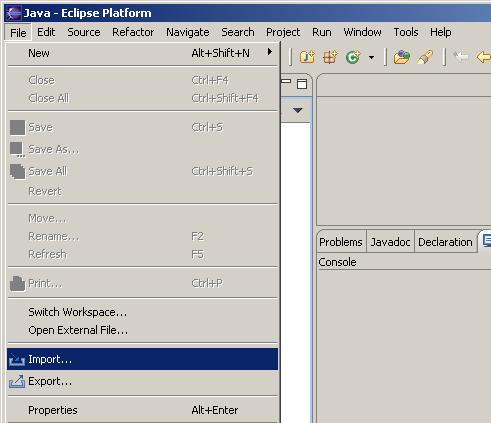 Java - Eclipse Platform
File Edit Source Refactor Navigate Search Project Run Window Tools Help
New Alt+Shift+N
Close Ctrl+F4
Close All Ctrl+Shift+F4
Save Ctrl+S
Save As...
Save All Ctrl+Shift+S
Revert
Move...
Rename... F2
Refresh F5
Print... Ctrl+P
Switch Workspace...
Open External File...
Import...
Export...
Properties Alt+Enter
Problems Javadoc Declaration
Console